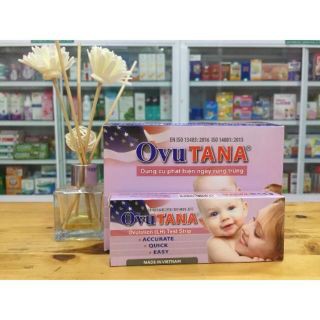 EN ISO 13485:2016 ISO 14001:2015
OvuTANA®
Dụng cụ phát hiện ngày rụng trứng
OvuTANA
Ovulation (LH) Test Strip
• ACCURATE
• QUICK
• EASY
MADE IN VIETNAM